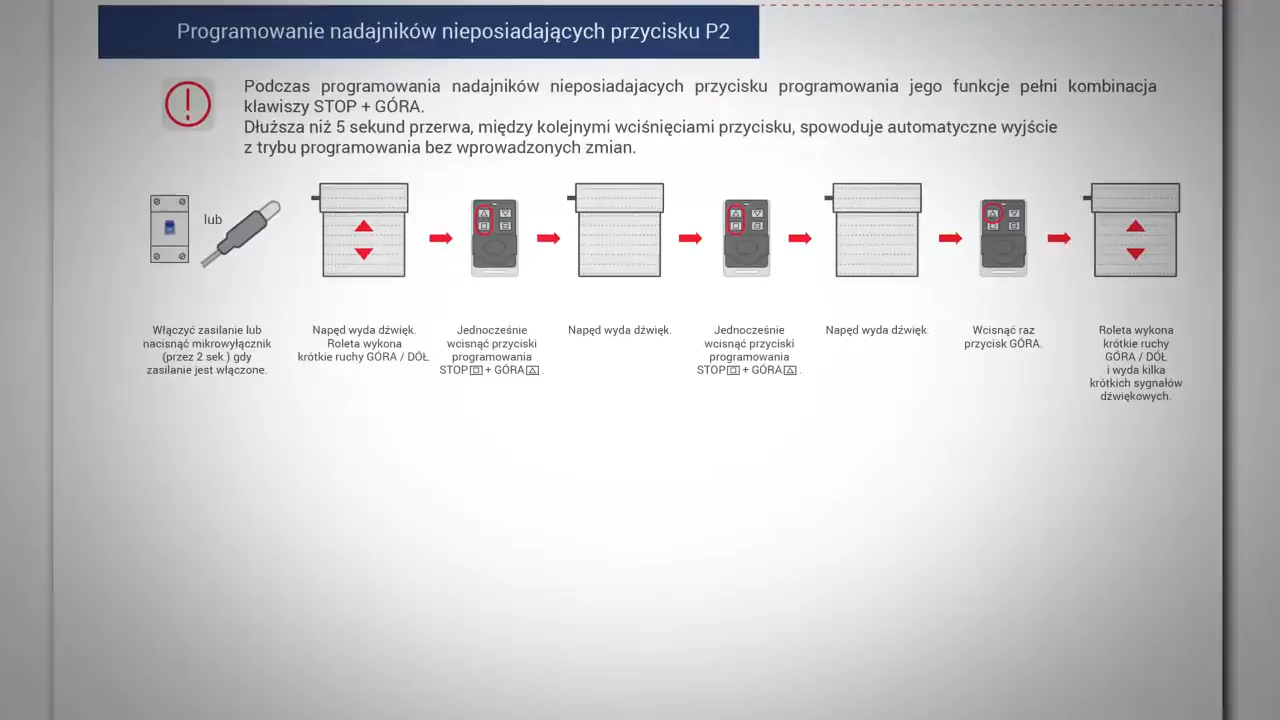 Programowanie nadajników nieposiadających przycisku P2
Podczas programowania nadajników nieposiadajacych przycisku programowania jego funkcje pełni kombinacja
klawiszy STOP + GÓRA.
Dłuższa niż 5 sekund przerwa, między kolejnymi wciśnięciami przycisku, spowoduje automatyczne wyjście
z trybu programowania bez wprowadzonych zmian.
lub
Włączyć zasilanie lub
nacisnąć mikrowyłącznik
(przez 2 sek.) gdy
zasilanie jest włączone.
Napęd wyda dźwięk.
Roleta wykona
krótkie ruchy GÓRA / DÓŁ.
Jednocześnie
wcisnąć przyciski
programowania
STOP + GÓRA .
Napęd wyda dźwięk.
Jednocześnie
wcisnąć przyciski
programowania
STOP + GÓRA .
Napęd wyda dźwięk.
Wcisnąć raz
przycisk GÓRA.
Roleta wykona
krótkie ruchy
GÓRA / DÓŁ
i wyda kilka
krótkich sygnałów
dźwiękowych.